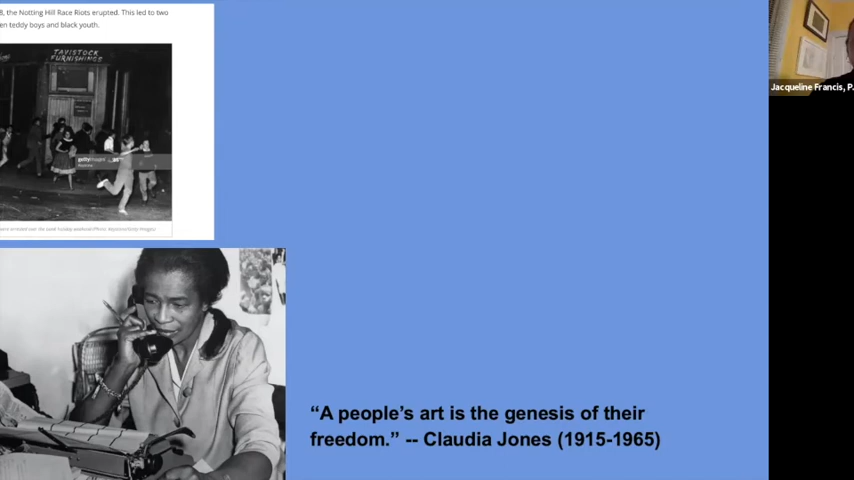 8, the Notting Hill Race Riots erupted. This led to two
en teddy boys and black youth.
TAVISTOCK
FURNISHINGS
gettyimages
Jacqueline Francis, P.
“A people’s art is the genesis of their
freedom.” -- Claudia Jones (1915-1965)